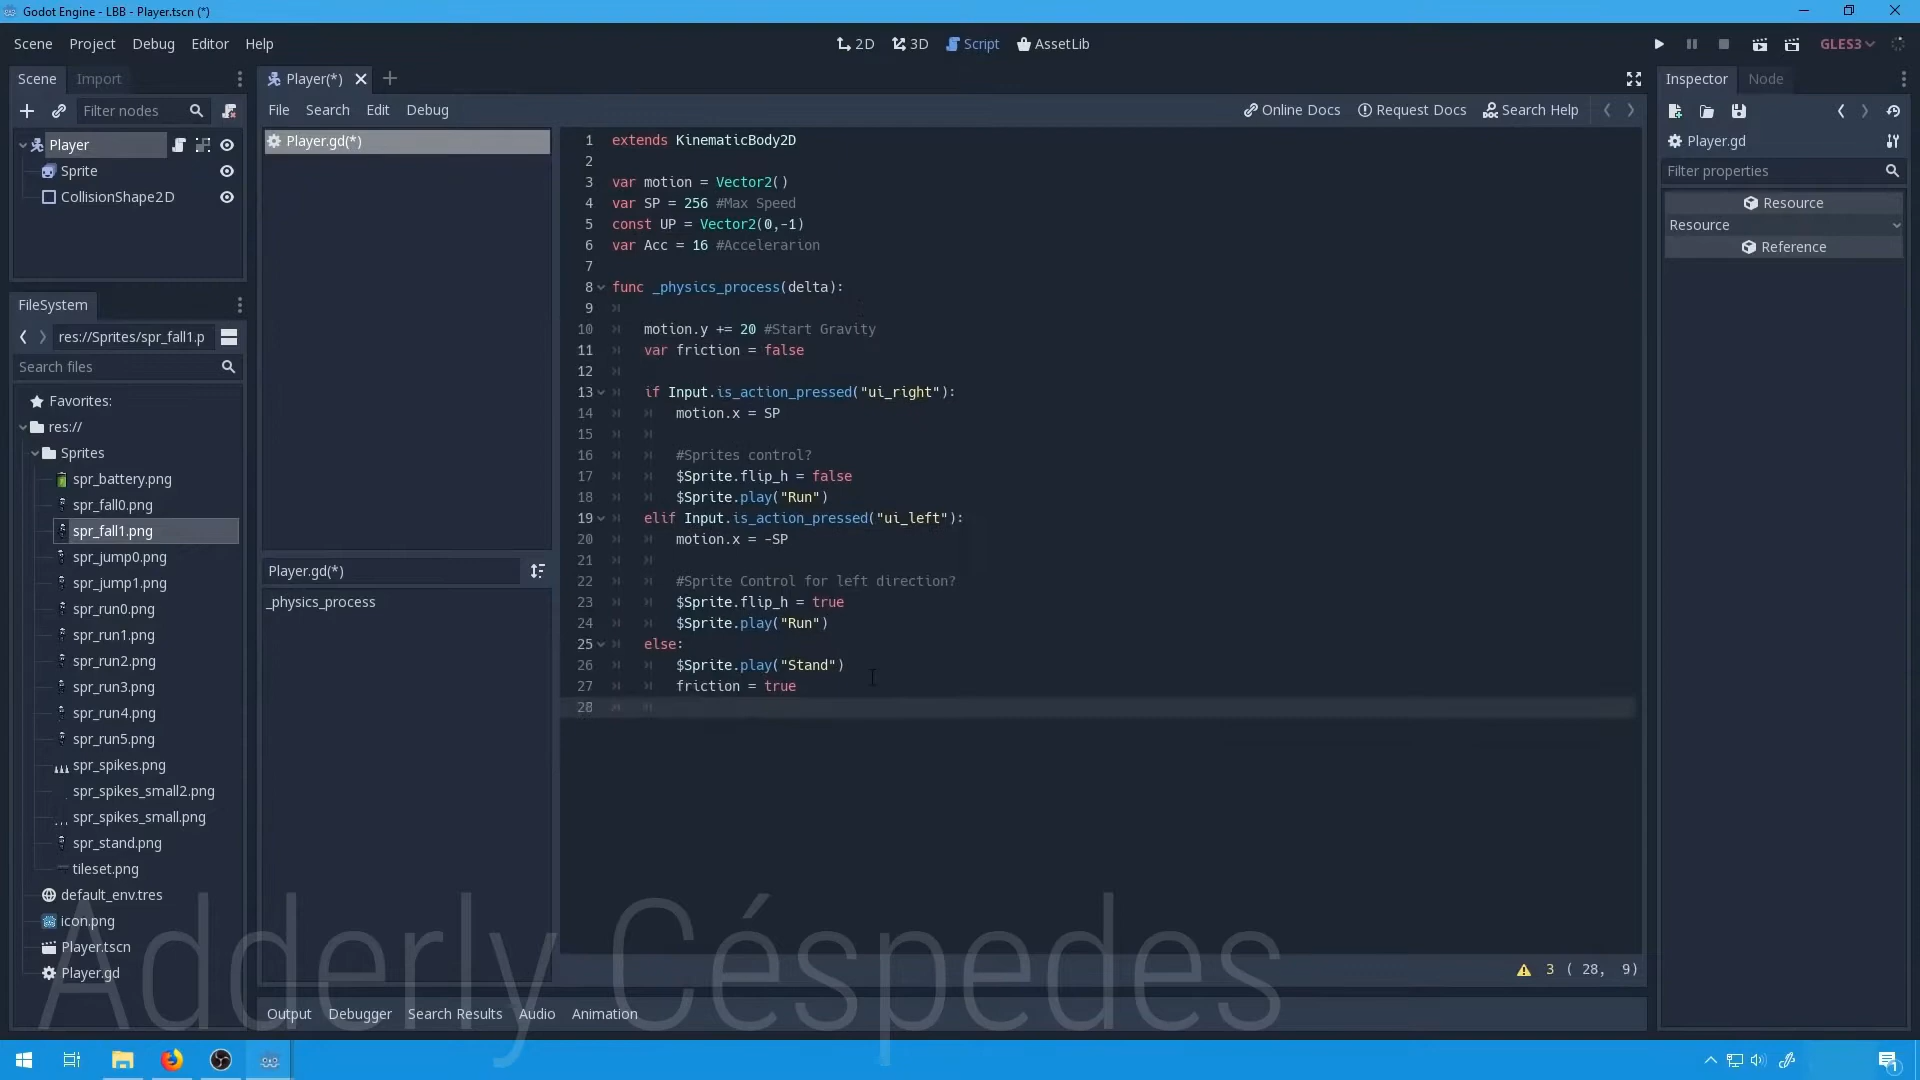 Godot Engine - LBB - Player.tscn (*)
Scene Project Debug Editor Help
2D 3D Script AssetLib
GLES3
Scene Import
Player(*)
Inspector Node
Filter nodes
File Search Edit Debug
Online Docs Request Docs Search Help
Player
Sprite
CollisionShape2D
Player.gd(*)
Player.gd
Filter properties
Resource
Resource
Reference
FileSystem
res://Sprites/spr_fall1.p
Search files
Favorites:
res://
Sprites
spr_battery.png
spr_fall0.png
spr_fall1.png
spr_jump0.png
spr_jump1.png
spr_run0.png
spr_run1.png
spr_run2.png
spr_run3.png
spr_run4.png
spr_run5.png
spr_spikes.png
spr_spikes_small2.png
spr_spikes_small.png
spr_stand.png
tileset.png
default_env.tres
icon.png
Player.tscn
Player.gd
Player.gd(*)
_physics_process
1 extends KinematicBody2D
2
3 var motion = Vector2()
4 var SP = 256 #Max Speed
5 const UP = Vector2(0,-1)
6 var Acc = 16 #Accelerarion
7
8 func _physics_process(delta):
9
10 motion.y += 20 #Start Gravity
11 var friction = false
12
13 if Input.is_action_pressed("ui_right"):
14 motion.x = SP
15
16 #Sprites control?
17 $Sprite.flip_h = false
18 $Sprite.play("Run")
19 elif Input.is_action_pressed("ui_left"):
20 motion.x = -SP
21
22 #Sprite Control for left direction?
23 $Sprite.flip_h = true
24 $Sprite.play("Run")
25 else:
26 $Sprite.play("Stand")
27 friction = true
28
3 ( 28, 9)
Output Debugger Search Results Audio Animation
Adderly Céspedes
1